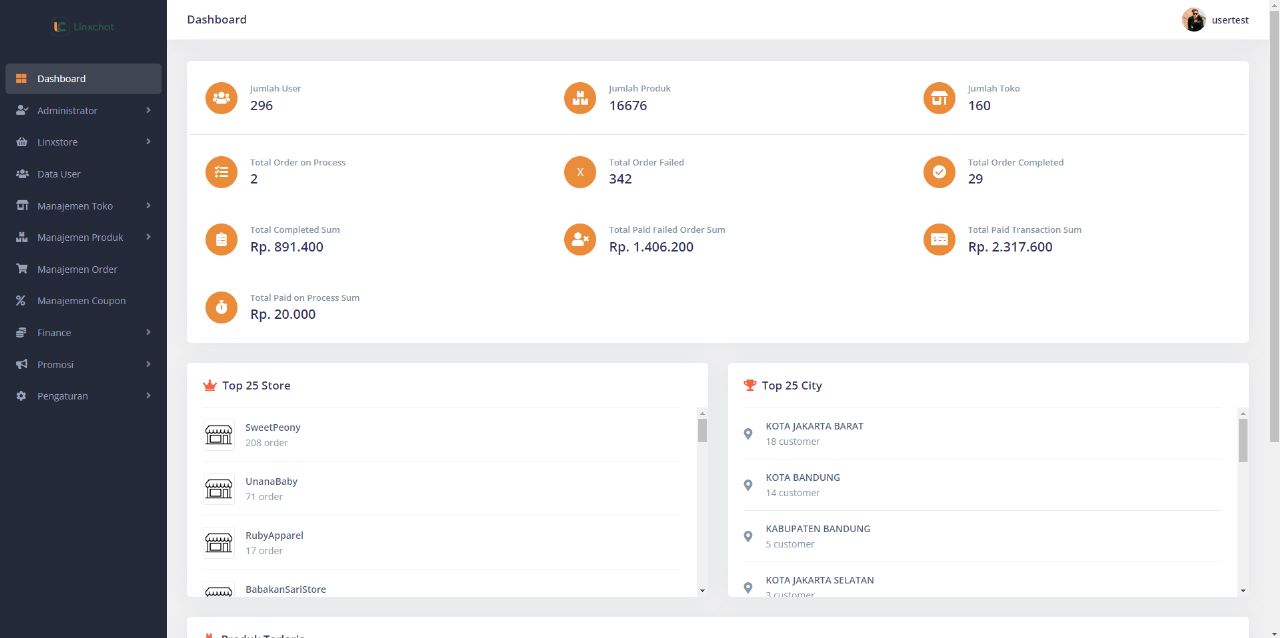 Linxchat
Dashboard
usertest
Dashboard
Administrator
Linxstore
Data User
Manajemen Toko
Manajemen Produk
Manajemen Order
Manajemen Coupon
Finance
Promosi
Pengaturan
Jumlah User
296
Jumlah Produk
16676
Jumlah Toko
160
Total Order on Process
2
X
Total Order Failed
342
Total Order Completed
29
Total Completed Sum
Rp. 891.400
Total Paid Failed Order Sum
Rp. 1.406.200
Total Paid Transaction Sum
Rp. 2.317.600
Total Paid on Process Sum
Rp. 20.000
Top 25 Store
SweetPeony
208 order
UnanaBaby
71 order
RubyApparel
17 order
BabakanSariStore
Top 25 City
KOTA JAKARTA BARAT
18 customer
KOTA BANDUNG
14 customer
KABUPATEN BANDUNG
5 customer
KOTA JAKARTA SELATAN
3 customer
Produk Terlaris